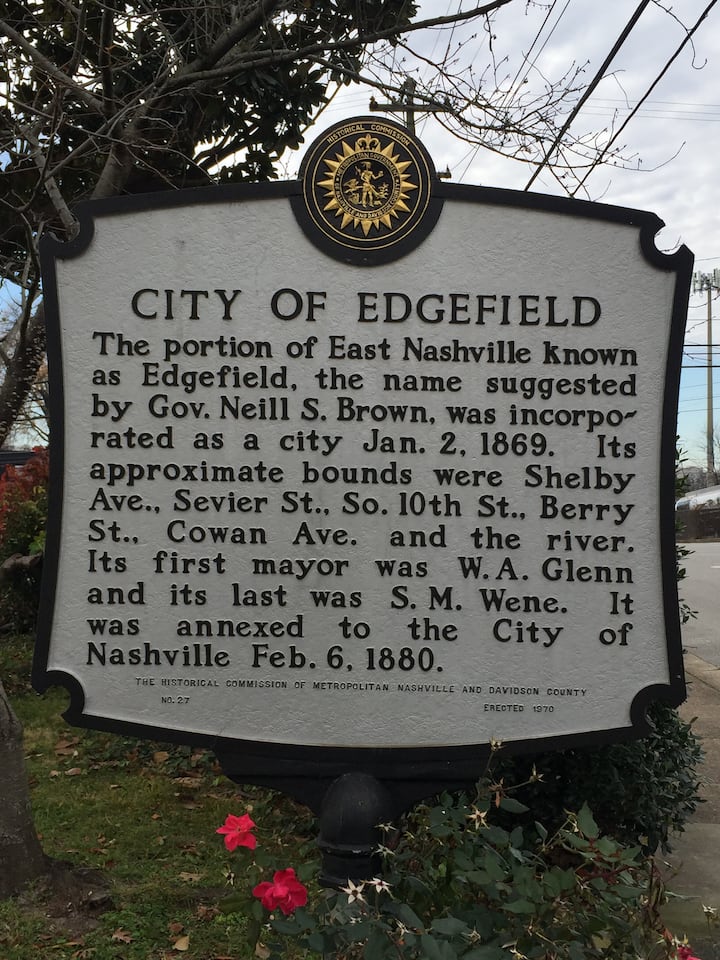 HISTORICAL COMMISSION
CITY OF EDGEFIELD
The portion of East Nashville known
as Edgefield, the name suggested
by Gov. Neill S. Brown, was incorpo-
rated as a city Jan. 2, 1869. Its
approximate bounds were Shelby
Ave., Sevier St., So. 10th St., Berry
St., Cowan Ave. and the river.
Its first mayor was W. A. Glenn
and its last was S. M. Wene. It
was annexed to the City of
Nashville Feb. 6, 1880.
THE HISTORICAL COMMISSION OF METROPOLITAN NASHVILLE AND DAVIDSON COUNTY
NO. 27 ERECTED 1970